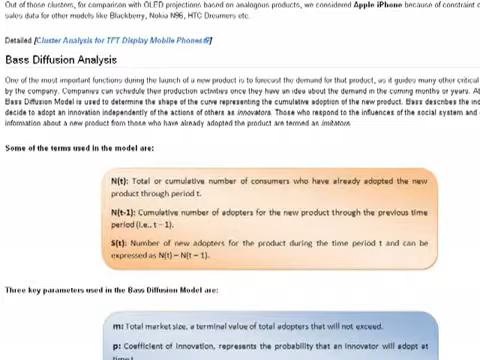 Out of those clusters, for comparison with OLED projections based on analogous products, we considered Apple iPhone because of constraint o
sales data for other models like Blackberry, Nokia N96, HTC Dreamers etc.
Detailed [Cluster Analysis for TFT Display Mobile Phones]
Bass Diffusion Analysis
One of the most important functions during the launch of a new product is to forecast the demand for that product, as it guides many other critical
by the company. Companies can schedule their production activities once they have an idea about the demand in the coming months or years.
Bass Diffusion Model is used to determine the shape of the curve representing the cumulative adoption of the new product. Bass describes the ind
decide to adopt an innovation independently of the actions of others as innovators. Those who respond to the influences of the social system and
information about a new product from those who have already adopted the product are termed as imitators.
Some of the terms used in the model are:
N(t): Total or cumulative number of consumers who have already adopted the new
product through period t.
N(t-1): Cumulative number of adopters for the new product through the previous time
period (i.e., t – 1).
S(t): Number of new adopters for the product during the time period t and can be
expressed as N(t) – N(t – 1).
Three key parameters used in the Bass Diffusion Model are:
m: Total market size, a terminal value of total adopters that will not exceed.
p: Coefficient of innovation, represents the probability that an innovator will adopt at
time t.